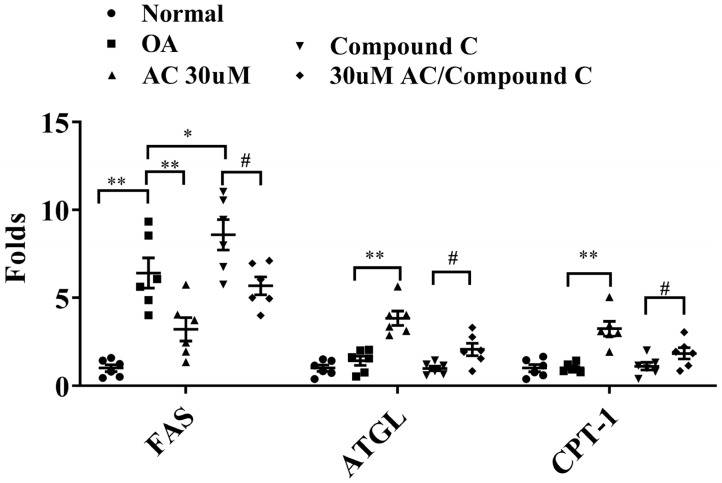 Normal
OA
AC 30uM
Compound C
30uM AC/Compound C
Folds
15
10
5
0
**
**
*
#
**
#
**
#
FAS
ATGL
CPT-1